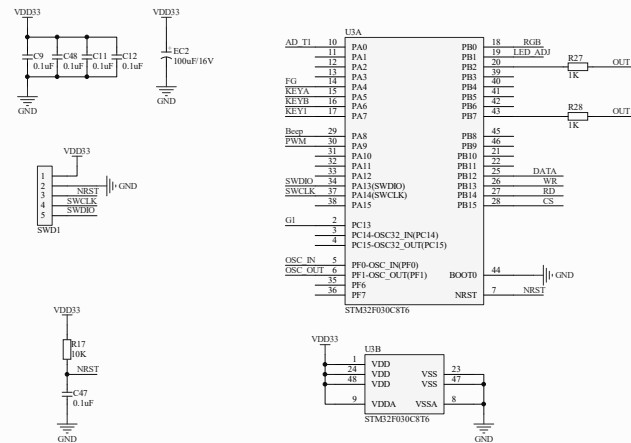 VDD33
C9
0.1uF
C48
0.1uF
C11
0.1uF
C12
0.1uF
GND
VDD33
EC2
100uF/16V
GND
VDD33
1
2
3
4
5
GND
NRST
SWCLK
SWDIO
SWD1
VDD33
R17
10K
NRST
C47
0.1uF
GND
U3A
AD_T1 10 PA0
11 PA1
12 PA2
13 PA3
FG 14 PA4
KEYA 15 PA5
KEYB 16 PA6
KEY1 17 PA7
Beep 29 PA8
PWM 30 PA9
31 PA10
32 PA11
33 PA12
SWDIO 34 PA13(SWDIO)
SWCLK 37 PA14(SWCLK)
38 PA15
G1 2 PC13
3 PC14-OSC32_IN(PC14)
4 PC15-OSC32_OUT(PC15)
OSC_IN 5 PF0-OSC_IN(PF0)
OSC_OUT 6 PF1-OSC_OUT(PF1)
35 PF6
36 PF7
PB0 18 RGB
PB1 19 LED_ADJ
PB2 20 R27 1K OUT
PB3 39
PB4 40
PB5 41
PB6 42
PB7 43 R28 1K OUT
PB8 45
PB9 46
PB10 21
PB11 22
PB12 25 DATA
PB13 26 WR
PB14 27 RD
PB15 28 CS
BOOT0 44 GND
NRST 7 NRST
STM32F030C8T6
VDD33
U3B
1 VDD
24 VDD
48 VDD
9 VDDA
VSS 23
VSS 47
VSSA 8
STM32F030C8T6
GND